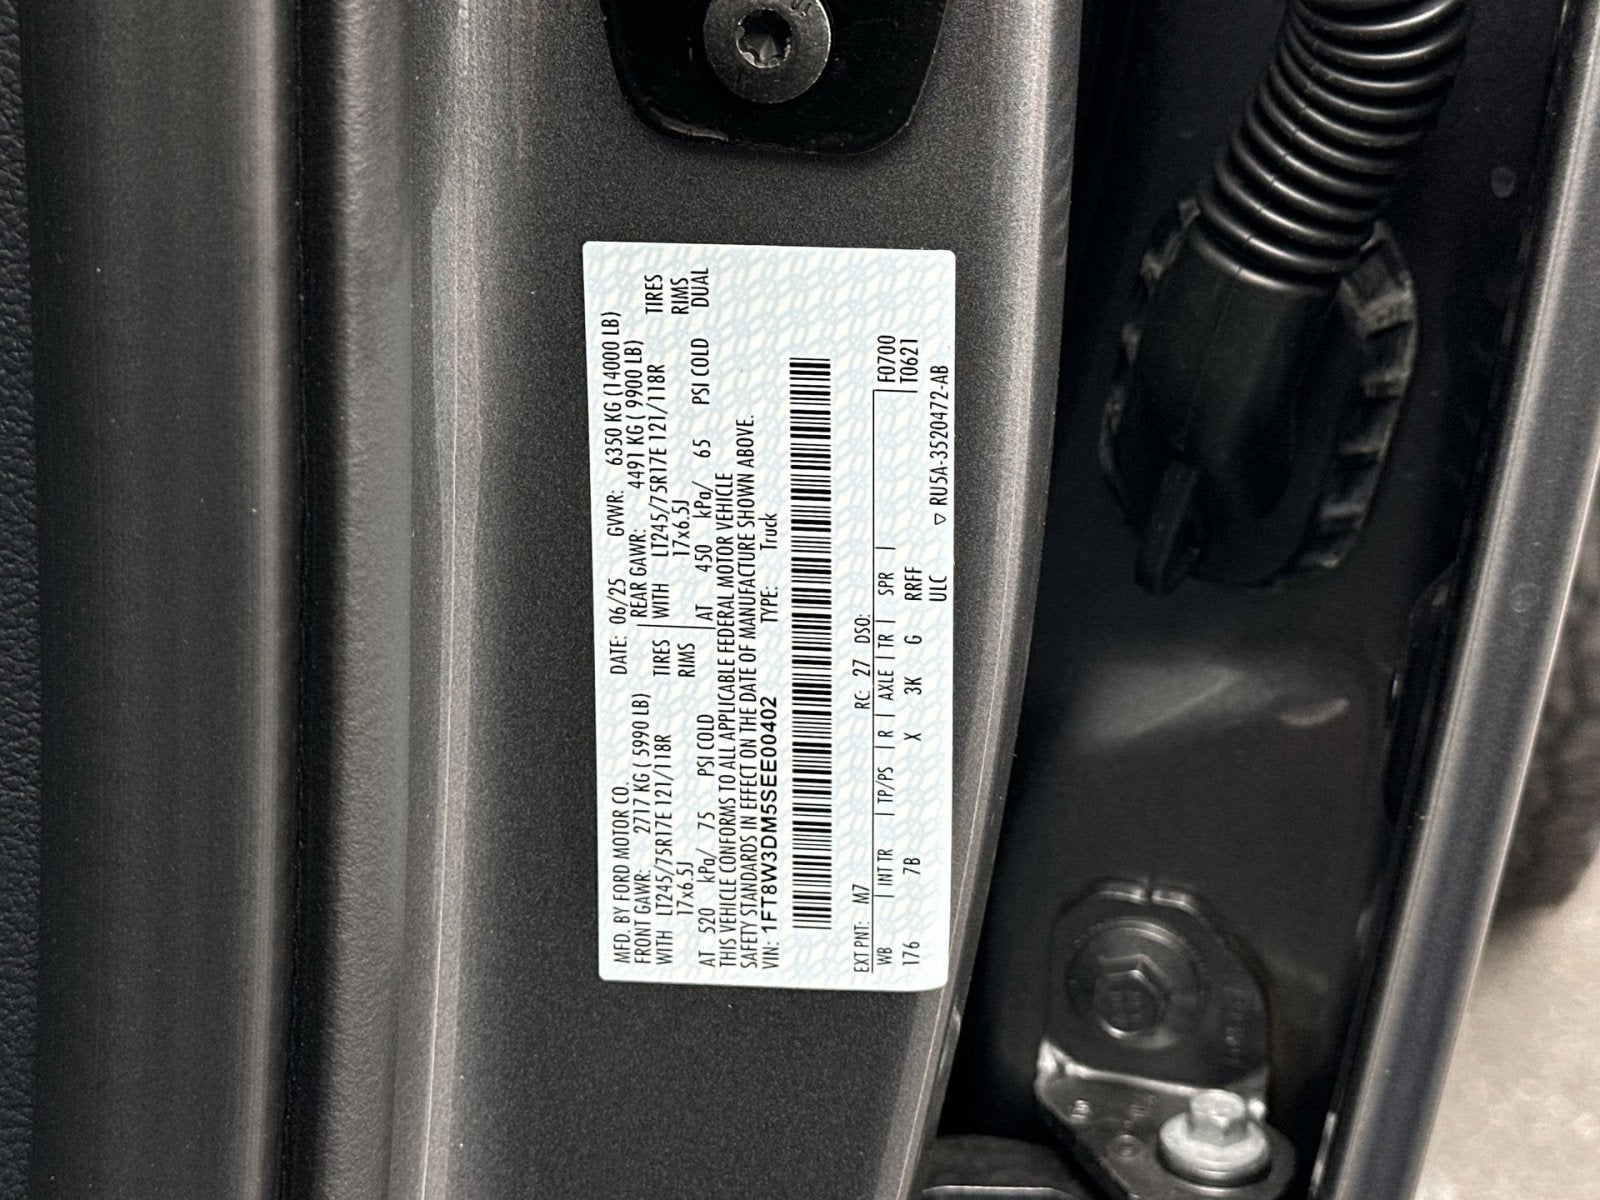 MFD. BY FORD MOTOR CO.
DATE: 06/25 GVWR: 6350 KG (14000 LB)
FRONT GAWR: 2717 KG ( 5990 LB) REAR GAWR: 4491 KG ( 9900 LB)
WITH LT245/75R17E 121/118R TIRES WITH LT245/75R17E 121/118R TIRES
17x6.5J RIMS 17x6.5J RIMS
AT 520 kPa/ 75 PSI COLD AT 450 kPa/ 65 PSI COLD DUAL
THIS VEHICLE CONFORMS TO ALL APPLICABLE FEDERAL MOTOR VEHICLE
SAFETY STANDARDS IN EFFECT ON THE DATE OF MANUFACTURE SHOWN ABOVE.
VIN: 1FT8W3DM5SEE00402 TYPE: Truck
EXT PNT: M7 RC: 27 DSO:
WB | INT TR | TP/PS | R | AXLE | TR | SPR | F0700
176 7B X 3K G RRFF T0621
ULC ▽ RU5A-3520472-AB